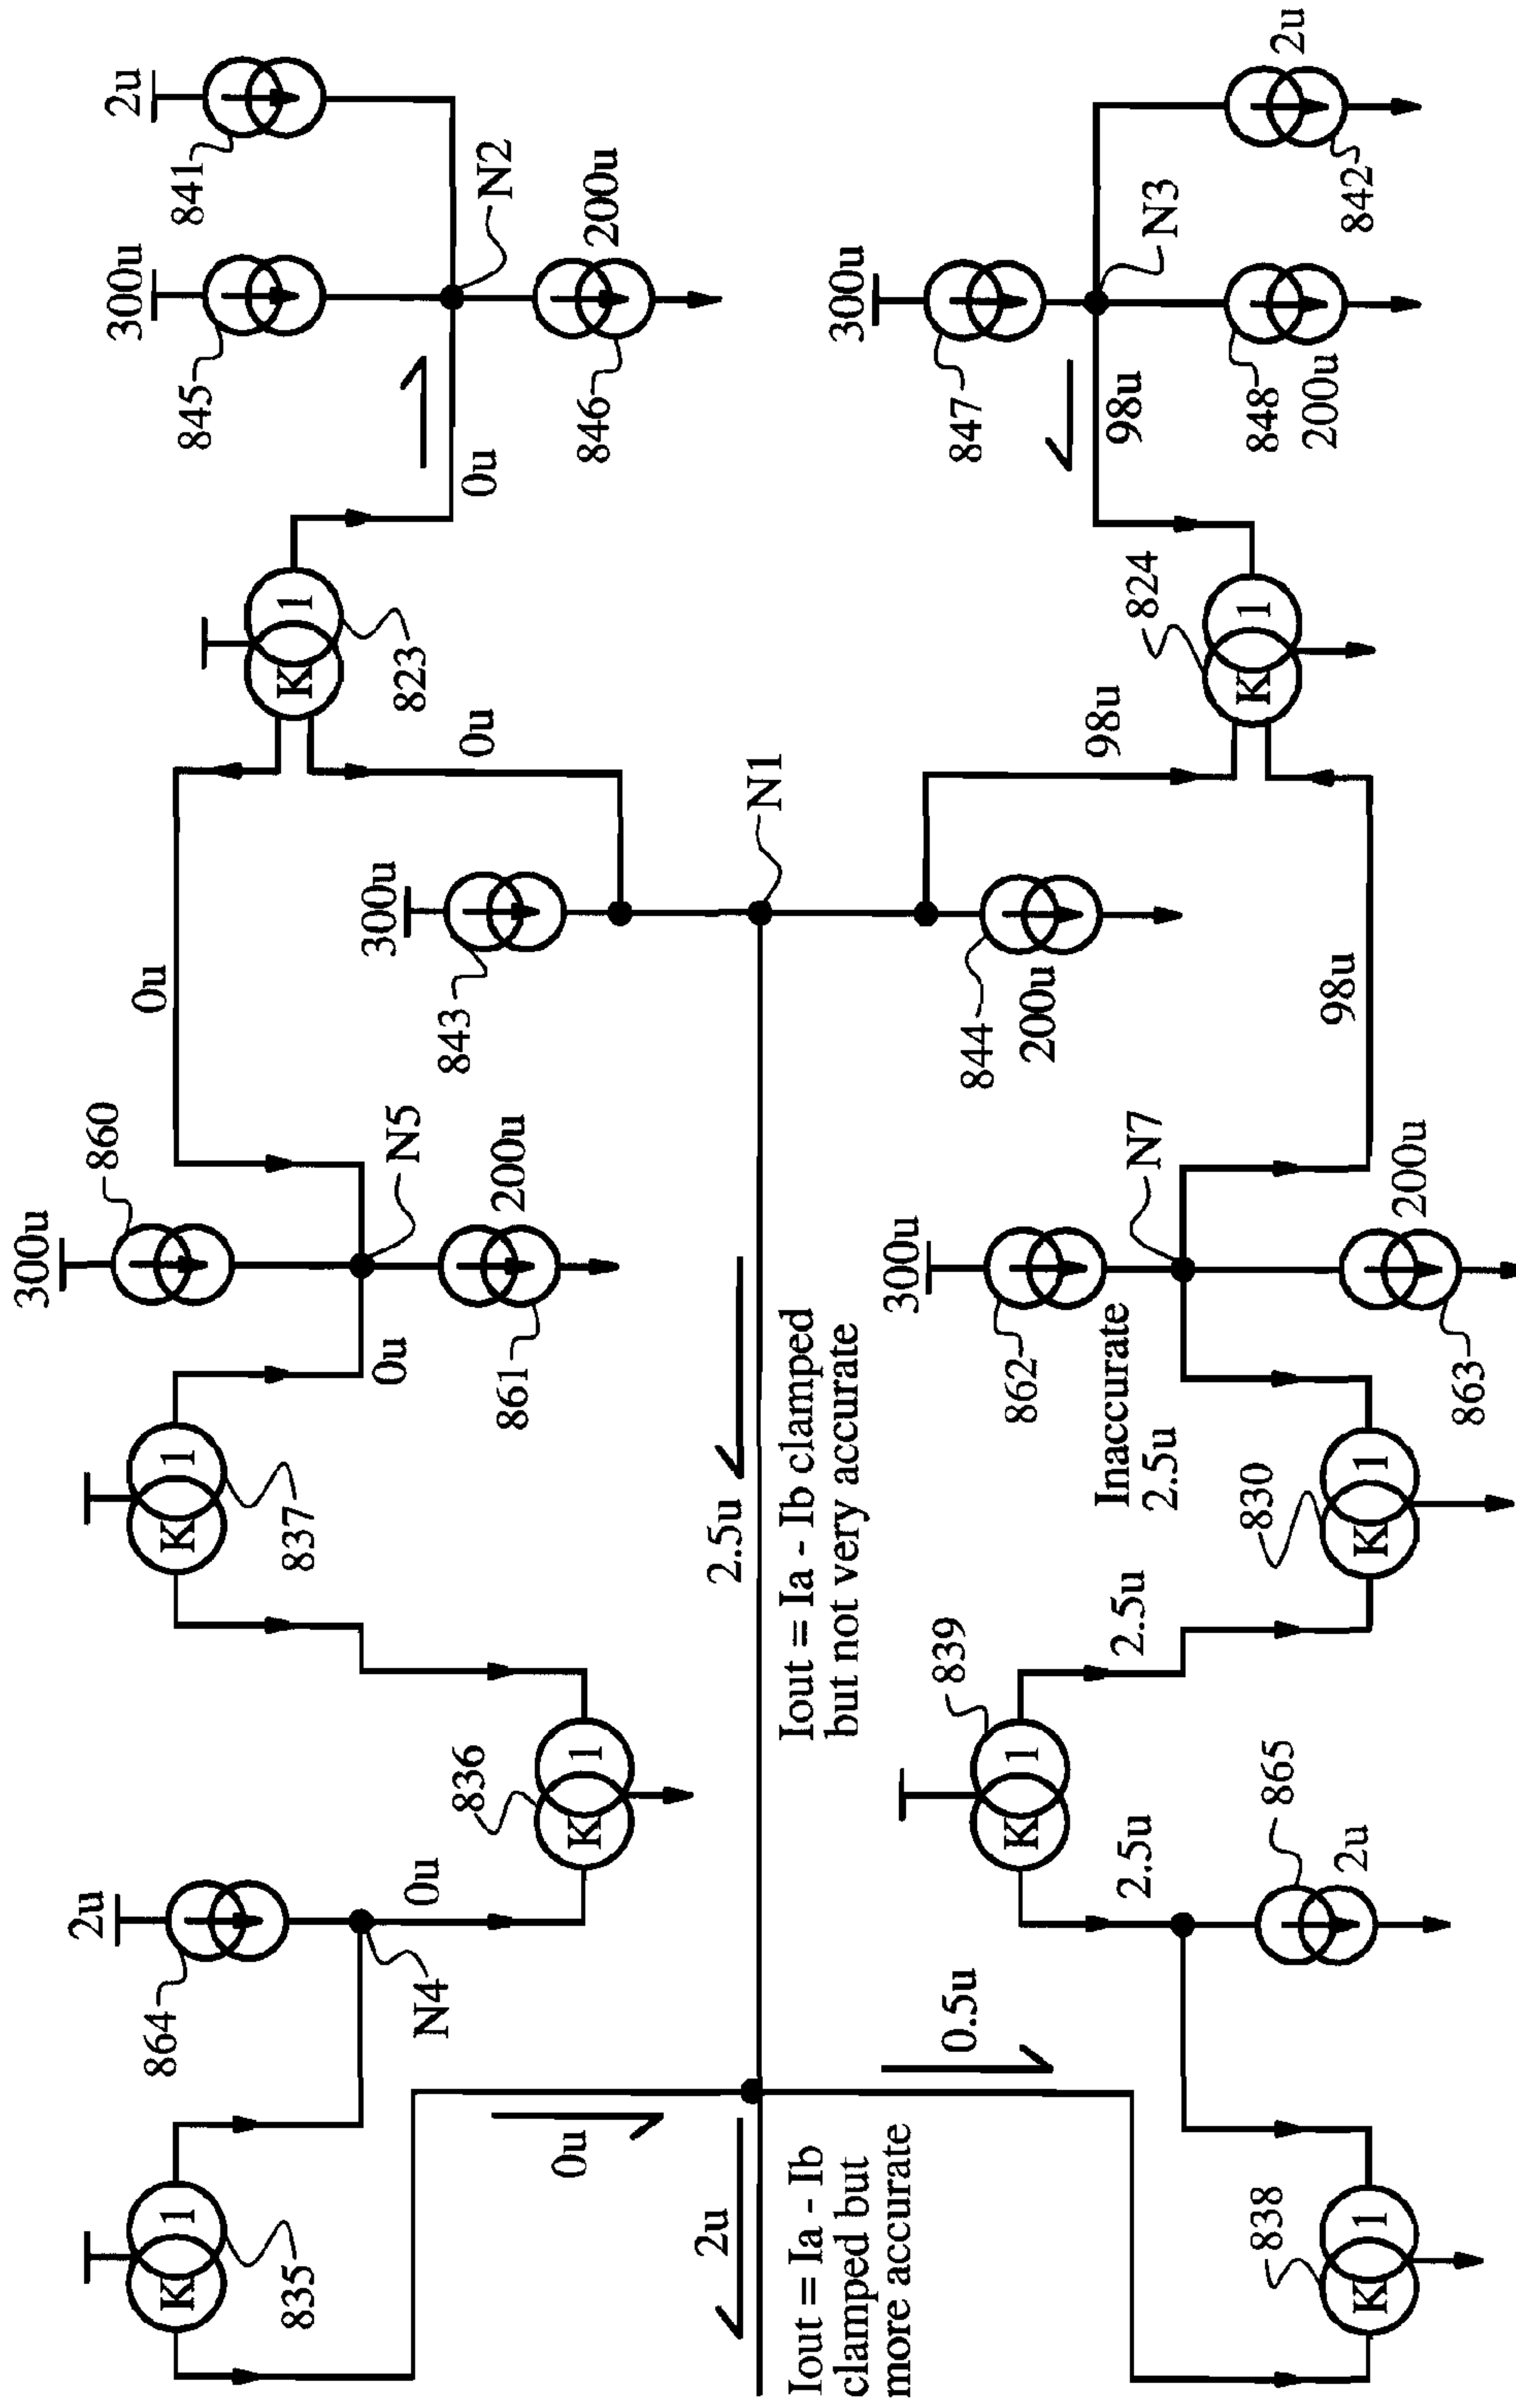 300u
2u
860
300u
2u
0u
864
K 1
K 1
841
845
K 1
835
837
300u
0u
N5
823
N4
0u
843
836
0u
0u
N2
861
200u
0u
K 1
846
200u
2u
2.5u
N1
Iout = Ia - Ib
clamped but
more accurate
Iout = Ia - Ib clamped
but not very accurate
300u
300u
0.5u
839
844
847
K 1
862
200u
98u
98u
2.5u
2.5u
Inaccurate
2.5u
N7
824
N3
K 1
865
830
848
838
2u
98u
842
200u
2u
K 1
K 1
200u
863